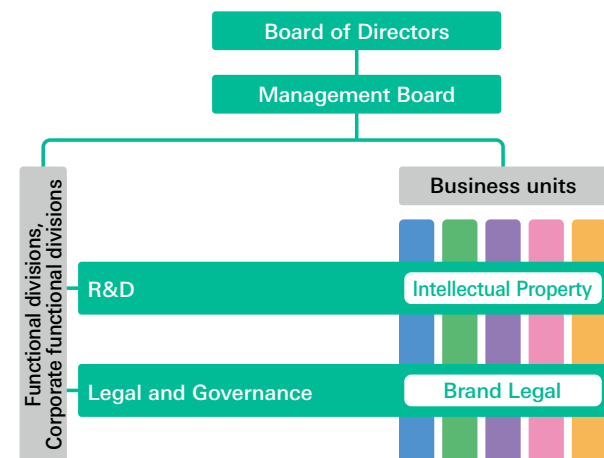 Board of Directors
Management Board
Functional divisions,
Corporate functional divisions
Business units
R&D
Intellectual Property
Legal and Governance
Brand Legal